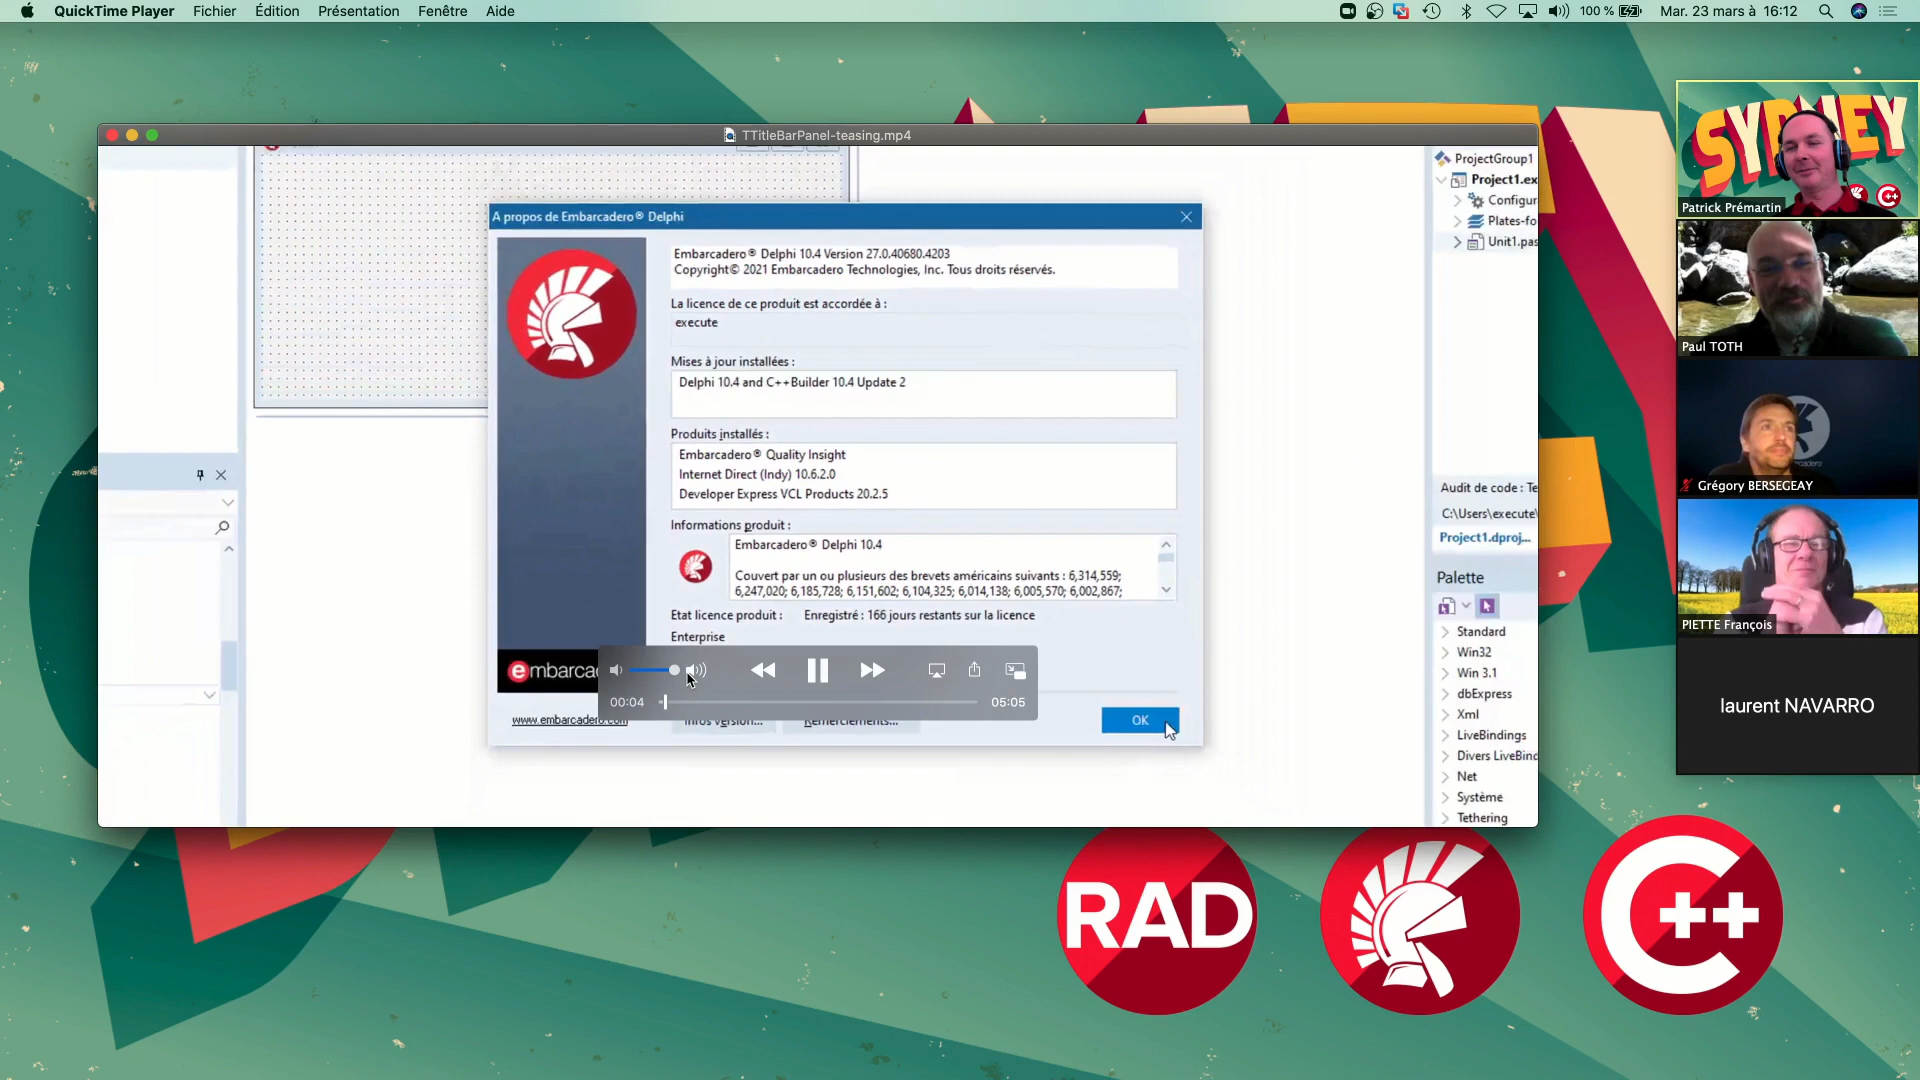 QuickTime Player Fichier Édition Présentation Fenêtre Aide
100 % Mar. 23 mars à 16:12
TTitleBarPanel-teasing.mp4
A propos de Embarcadero® Delphi
Embarcadero® Delphi 10.4 Version 27.0.40680.4203
Copyright© 2021 Embarcadero Technologies, Inc. Tous droits réservés.
La licence de ce produit est accordée à :
execute
Mises à jour installées :
Delphi 10.4 and C++Builder 10.4 Update 2
Produits installés :
Embarcadero® Quality Insight
Internet Direct (Indy) 10.6.2.0
Developer Express VCL Products 20.2.5
Informations produit :
Embarcadero® Delphi 10.4
Couvert par un ou plusieurs des brevets américains suivants : 6,314,559;
6,247,020; 6,185,728; 6,151,602; 6,104,325; 6,014,138; 6,005,570; 6,002,867;
Etat licence produit : Enregistré : 166 jours restants sur la licence
Enterprise
embarca
00:04 05:05
www.embarcadero.com Infos version... Remerciements... OK
ProjectGroup1
Project1.ex
Configur
Plates-fo
Unit1.pas
Audit de code : Te
C:\Users\execute\
Project1.dproj...
Palette
Standard
Win32
Win 3.1
dbExpress
Xml
LiveBindings
Divers LiveBind
Net
Système
Tethering
SYDNEY
Patrick Prémartin
Paul TOTH
Grégory BERSEGEAY
PIETTE François
laurent NAVARRO
RAD
C++